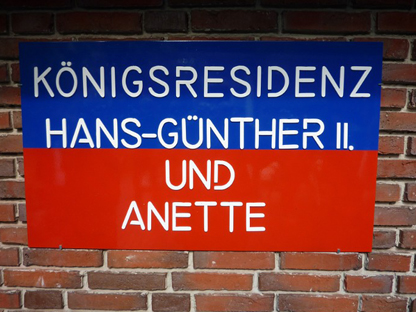 KÖNIGSRESIDENZ
HANS-GÜNTHER II.
UND
ANETTE